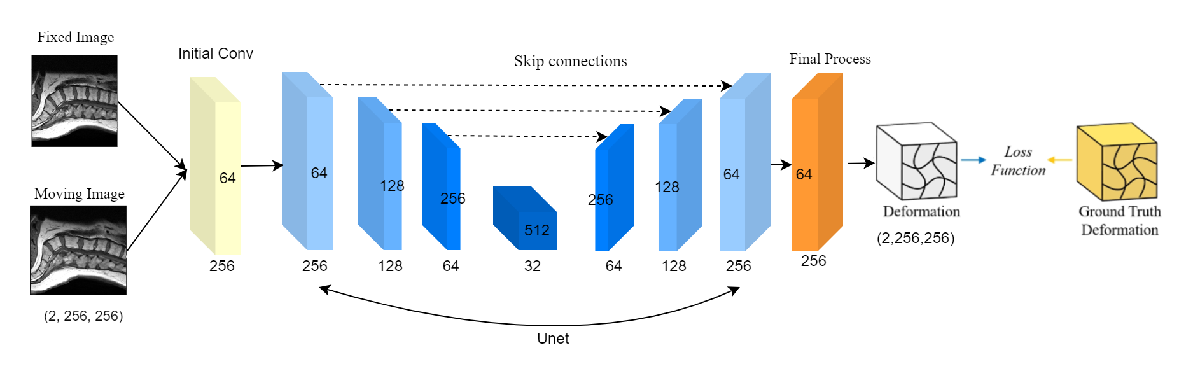 Fixed Image
Moving Image
(2, 256, 256)
Initial Conv
64
256
Skip connections
64
256
128
128
256
64
512
32
256
64
128
128
64
256
Unet
Final Process
64
256
Deformation
(2,256,256)
Loss
Function
Ground Truth
Deformation